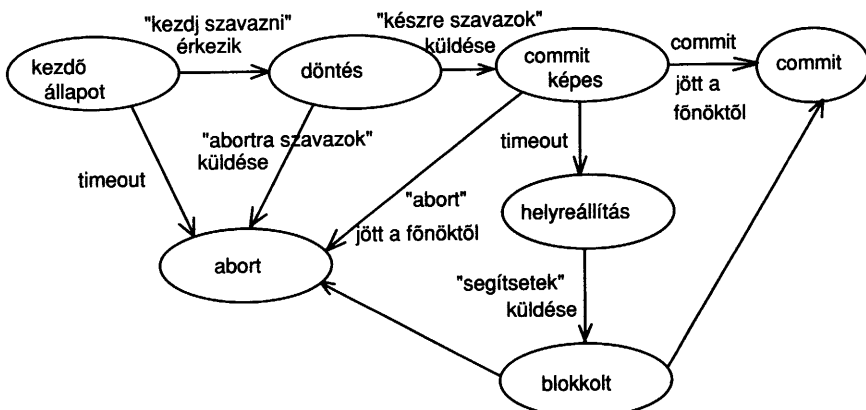 "kezdj szavazni"
érkezik
"készre szavazok"
küldése
kezdő
állapot
döntés
commit
képes
commit
jött a
főnöktől
commit
timeout
"abortra szavazok"
küldése
timeout
"abort"
jött a főnöktől
helyreállítás
abort
"segítsetek"
küldése
blokkolt